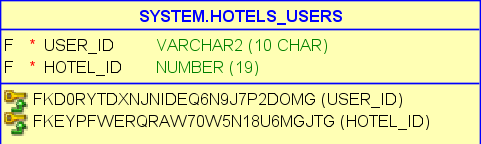 SYSTEM.HOTELS_USERS
F * USER_ID VARCHAR2 (10 CHAR)
F * HOTEL_ID NUMBER (19)
FKD0RYTDXNJNIDEQ6N9J7P2DOMG (USER_ID)
FKEYPFWERQRAW70W5N18U6MGJTG (HOTEL_ID)